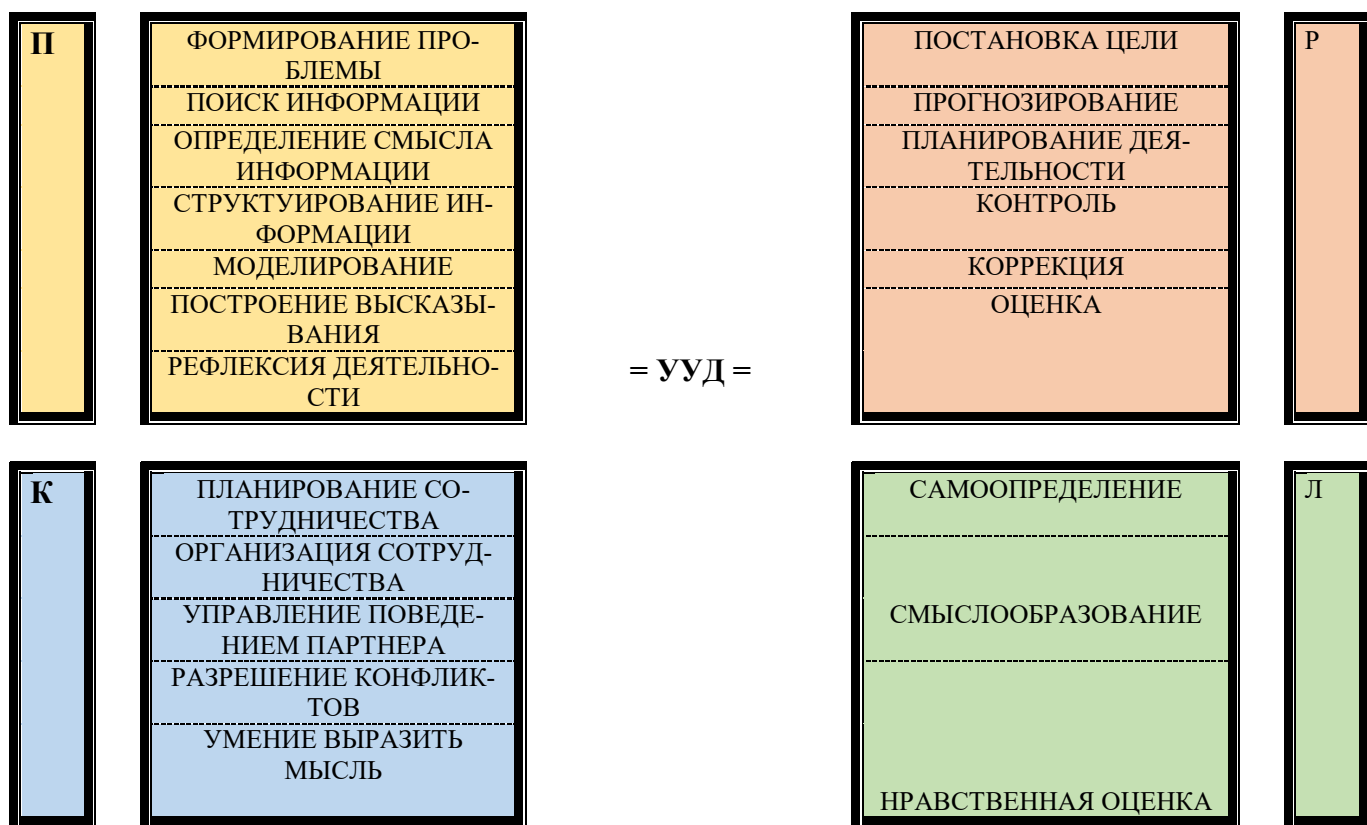 П
ФОРМИРОВАНИЕ ПРО-
БЛЕМЫ
ПОИСК ИНФОРМАЦИИ
ОПРЕДЕЛЕНИЕ СМЫСЛА
ИНФОРМАЦИИ
СТРУКТУИРОВАНИЕ ИН-
ФОРМАЦИИ
МОДЕЛИРОВАНИЕ
ПОСТРОЕНИЕ ВЫСКАЗЫ-
ВАНИЯ
РЕФЛЕКСИЯ ДЕЯТЕЛЬНО-
СТИ
= УУД =
ПОСТАНОВКА ЦЕЛИ
ПРОГНОЗИРОВАНИЕ
ПЛАНИРОВАНИЕ ДЕЯ-
ТЕЛЬНОСТИ
КОНТРОЛЬ
КОРРЕКЦИЯ
ОЦЕНКА
Р
К
ПЛАНИРОВАНИЕ СО-
ТРУДНИЧЕСТВА
ОРГАНИЗАЦИЯ СОТРУД-
НИЧЕСТВА
УПРАВЛЕНИЕ ПОВЕДЕ-
НИЕМ ПАРТНЕРА
РАЗРЕШЕНИЕ КОНФЛИК-
ТОВ
УМЕНИЕ ВЫРАЗИТЬ
МЫСЛЬ
САМООПРЕДЕЛЕНИЕ
СМЫСЛООБРАЗОВАНИЕ
НРАВСТВЕННАЯ ОЦЕНКА
Л